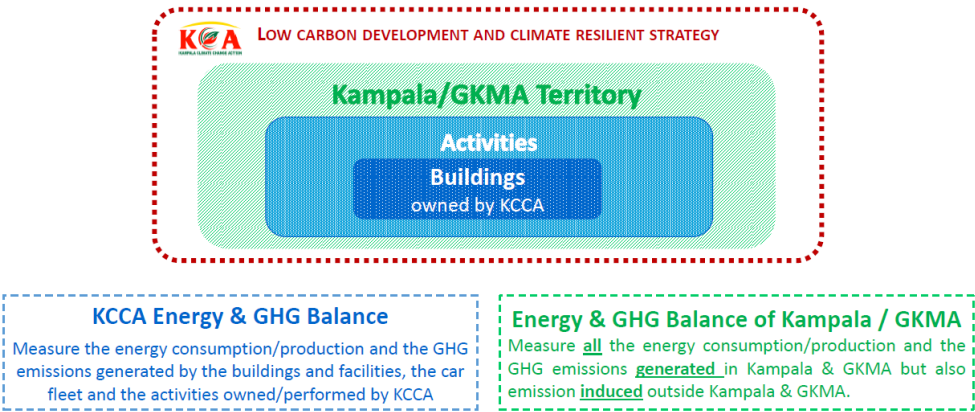 KCCA
KAMPALA CLIMATE CHANGE ACTION
LOW CARBON DEVELOPMENT AND CLIMATE RESILIENT STRATEGY
Kampala/GKMA Territory
Activities
Buildings
owned by KCCA
KCCA Energy & GHG Balance
Measure the energy consumption/production and the GHG
emissions generated by the buildings and facilities, the car
fleet and the activities owned/performed by KCCA
Energy & GHG Balance of Kampala / GKMA
Measure all the energy consumption/production and the
GHG emissions generated in Kampala & GKMA but also
emission induced outside Kampala & GKMA.